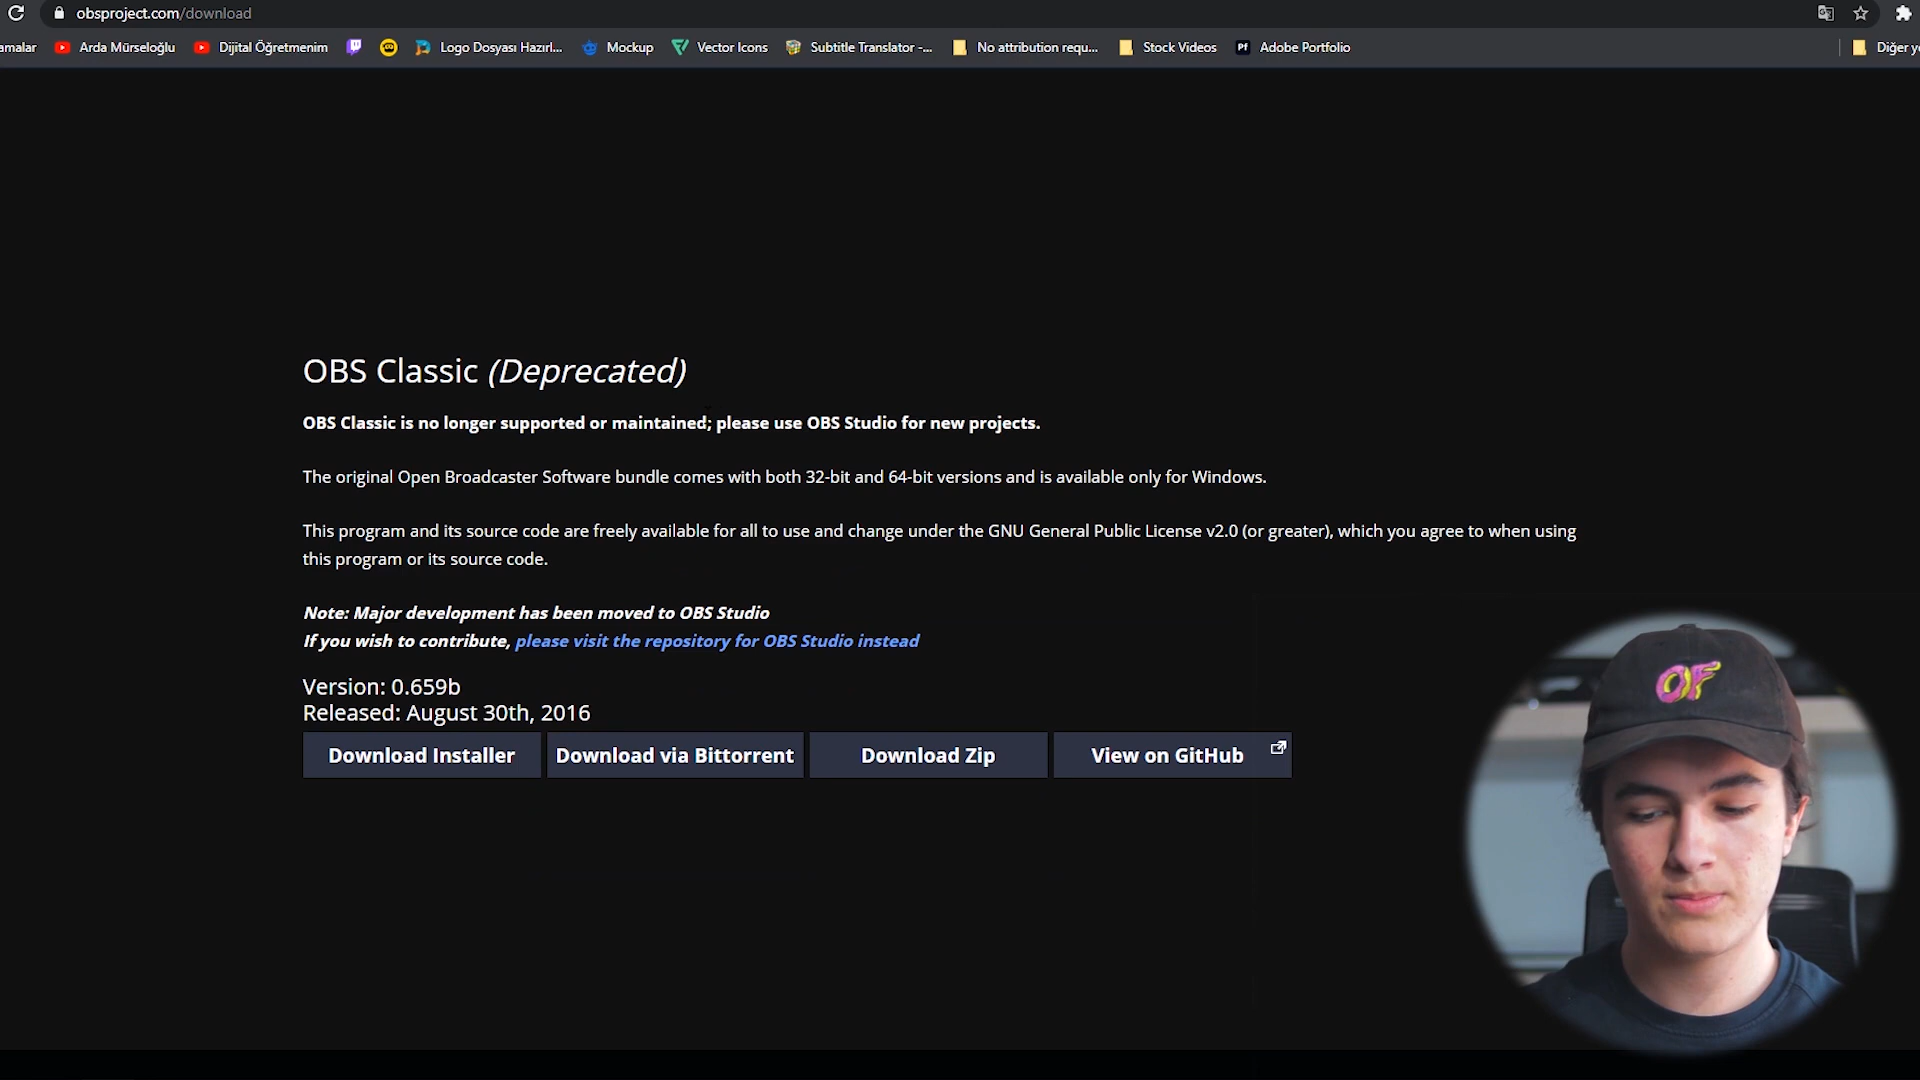 obsproject.com/download
amalar Arda Mürseloğlu Dijital Öğretmenim Logo Dosyası Hazırl... Mockup Vector Icons Subtitle Translator -... No attribution requ... Stock Videos Pf Adobe Portfolio Diğer y
OBS Classic (Deprecated)
OBS Classic is no longer supported or maintained; please use OBS Studio for new projects.
The original Open Broadcaster Software bundle comes with both 32-bit and 64-bit versions and is available only for Windows.
This program and its source code are freely available for all to use and change under the GNU General Public License v2.0 (or greater), which you agree to when using
this program or its source code.
Note: Major development has been moved to OBS Studio
If you wish to contribute, please visit the repository for OBS Studio instead
Version: 0.659b
Released: August 30th, 2016
Download Installer Download via Bittorrent Download Zip View on GitHub
OF